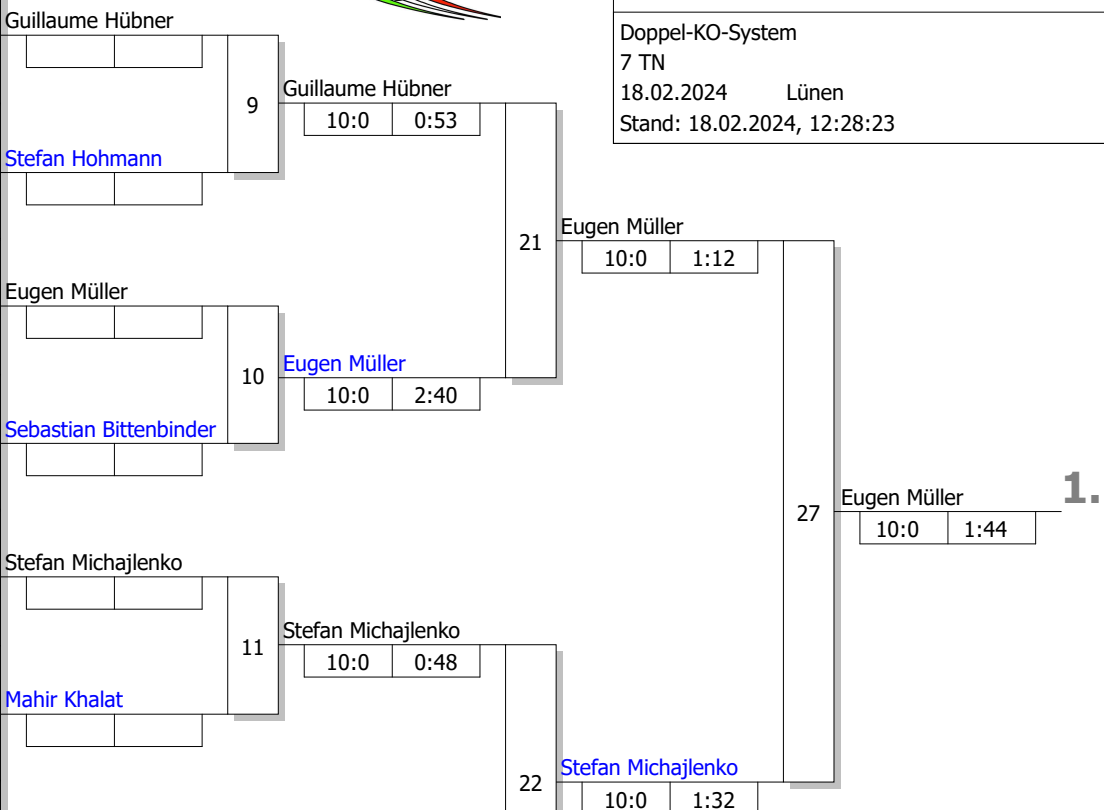 Guillaume Hübner
Doppel-KO-System
7 TN
18.02.2024 Lünen
Stand: 18.02.2024, 12:28:23
9
Guillaume Hübner
10:0 0:53
Stefan Hohmann
21
Eugen Müller
10:0 1:12
Eugen Müller
10
Eugen Müller
10:0 2:40
Sebastian Bittenbinder
27
Eugen Müller
1.
10:0 1:44
Stefan Michajlenko
11
Stefan Michajlenko
10:0 0:48
Mahir Khalat
22
Stefan Michajlenko
10:0 1:32